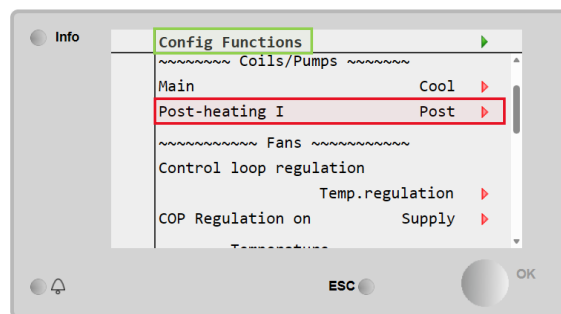 Info
Config Functions
~~~~~~~~ Coils/Pumps ~~~~~~~
Main Cool
Post-heating I Post
~~~~~~~~~~~ Fans ~~~~~~~~~~~
Control loop regulation
Temp.regulation
COP Regulation on Supply
Temperature
ESC
OK